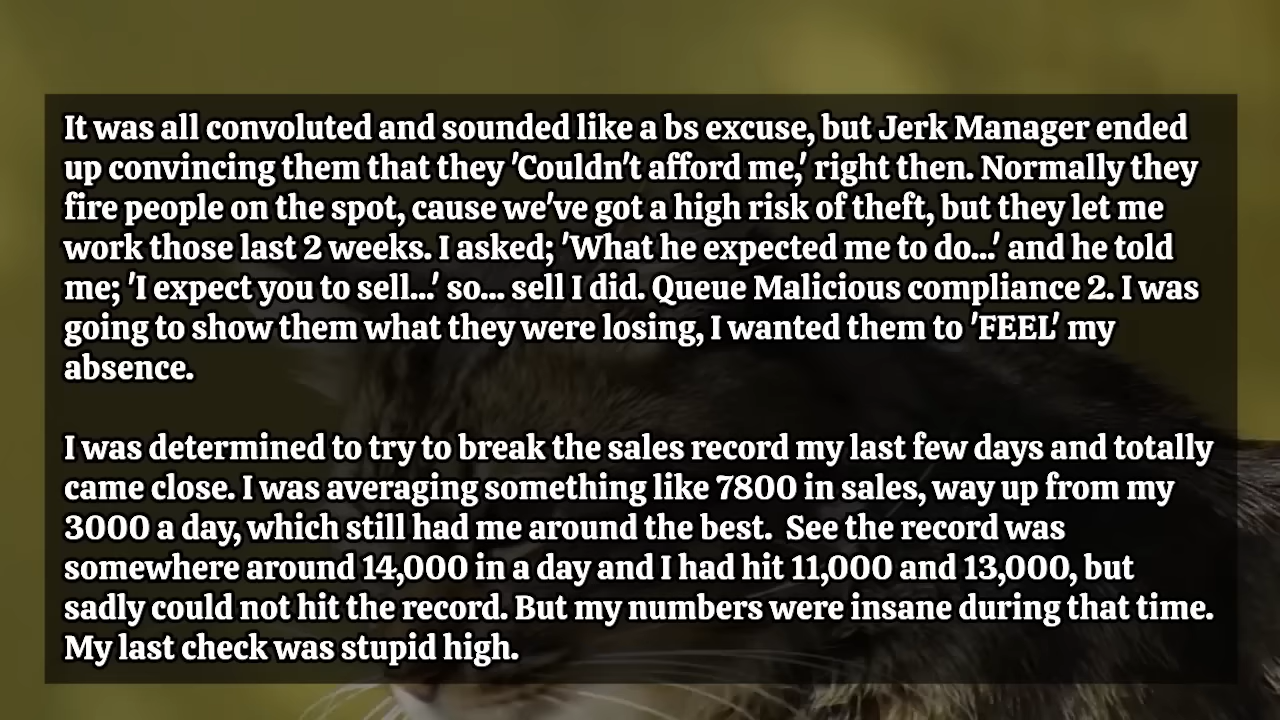 It was all convoluted and sounded like a bs excuse, but Jerk Manager ended
up convincing them that they 'Couldn't afford me,' right then. Normally they
fire people on the spot, cause we've got a high risk of theft, but they let me
work those last 2 weeks. I asked; 'What he expected me to do...' and he told
me; 'I expect you to sell...' so... sell I did. Queue Malicious compliance 2. I was
going to show them what they were losing, I wanted them to 'FEEL' my
absence.
I was determined to try to break the sales record my last few days and totally
came close. I was averaging something like 7800 in sales, way up from my
3000 a day, which still had me around the best.  See the record was
somewhere around 14,000 in a day and I had hit 11,000 and 13,000, but
sadly could not hit the record. But my numbers were insane during that time.
My last check was stupid high.